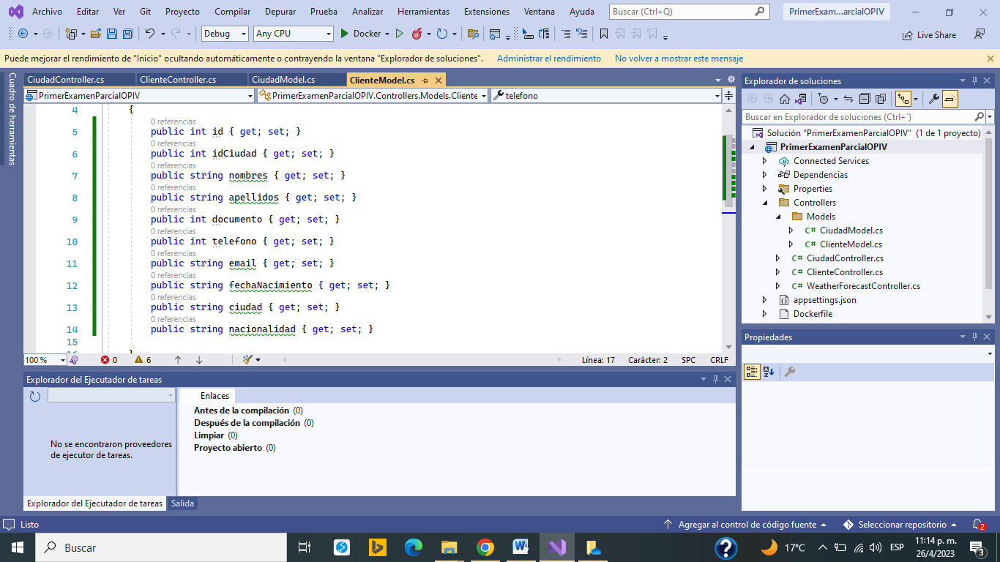 Archivo Editar Ver Git Proyecto Compilar Depurar Prueba Analizar Herramientas Extensiones Ventana Ayuda Buscar (Ctrl+Q) PrimerExam...arcialOPIV
Debug Any CPU Docker Live Share
Puede mejorar el rendimiento de "Inicio" ocultando automáticamente o contrayendo la ventana "Explorador de soluciones". Administrar el rendimiento No volver a mostrar este mensaje
Cuadro de herramientas
CiudadController.cs ClienteController.cs CiudadModel.cs ClienteModel.cs
PrimerExamenParcialOPIV PrimerExamenParcialOPIV.Controllers.Models.Cliente telefono
4 {
0 referencias
5 public int id { get; set; }
0 referencias
6 public int idCiudad { get; set; }
0 referencias
7 public string nombres { get; set; }
0 referencias
8 public string apellidos { get; set; }
0 referencias
9 public int documento { get; set; }
0 referencias
10 public int telefono { get; set; }
0 referencias
11 public string email { get; set; }
0 referencias
12 public string fechaNacimiento { get; set; }
0 referencias
13 public string ciudad { get; set; }
0 referencias
14 public string nacionalidad { get; set; }
15
16 }
100 % 0 6 Línea: 17 Carácter: 2 SPC CRLF
Explorador del Ejecutador de tareas
Enlaces
Antes de la compilación (0)
Después de la compilación (0)
Limpiar (0)
Proyecto abierto (0)
No se encontraron proveedores
de ejecutor de tareas.
Explorador del Ejecutador de tareas Salida
Explorador de soluciones
Buscar en Explorador de soluciones (Ctrl+`)
Solución "PrimerExamenParcialOPIV" (1 de 1 proyecto)
PrimerExamenParcialOPIV
Connected Services
Dependencias
Properties
Controllers
Models
C# CiudadModel.cs
C# ClienteModel.cs
C# CiudadController.cs
C# ClienteController.cs
C# WeatherForecastController.cs
appsettings.json
Dockerfile
Propiedades
Listo Agregar al control de código fuente Seleccionar repositorio 2
Buscar 17°C ESP 11:14 p. m.
26/4/2023 3